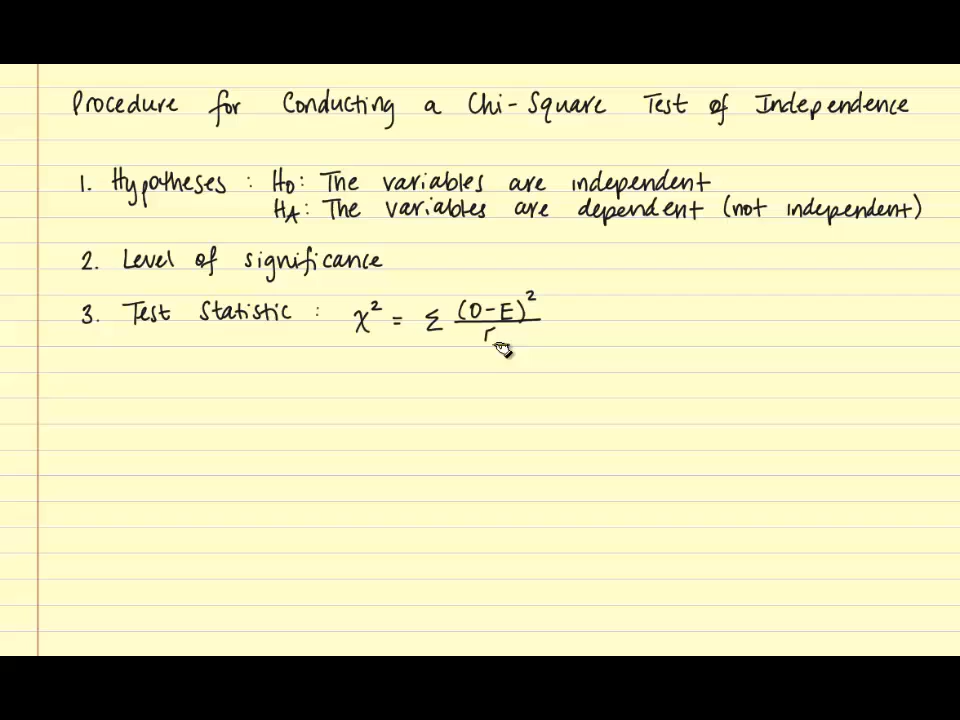 Procedure for Conducting a Chi-Square Test of Independence
1. Hypotheses : H0: The variables are independent
HA: The variables are dependent (not independent)
2. Level of significance
3. Test Statistic : χ² = Σ (O-E)²